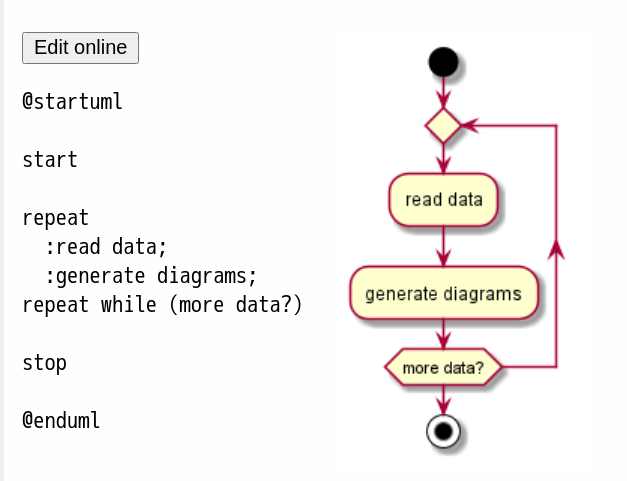 Edit online
@startuml
start
repeat
:read data;
:generate diagrams;
repeat while (more data?)
stop
@enduml
read data
generate diagrams
more data?